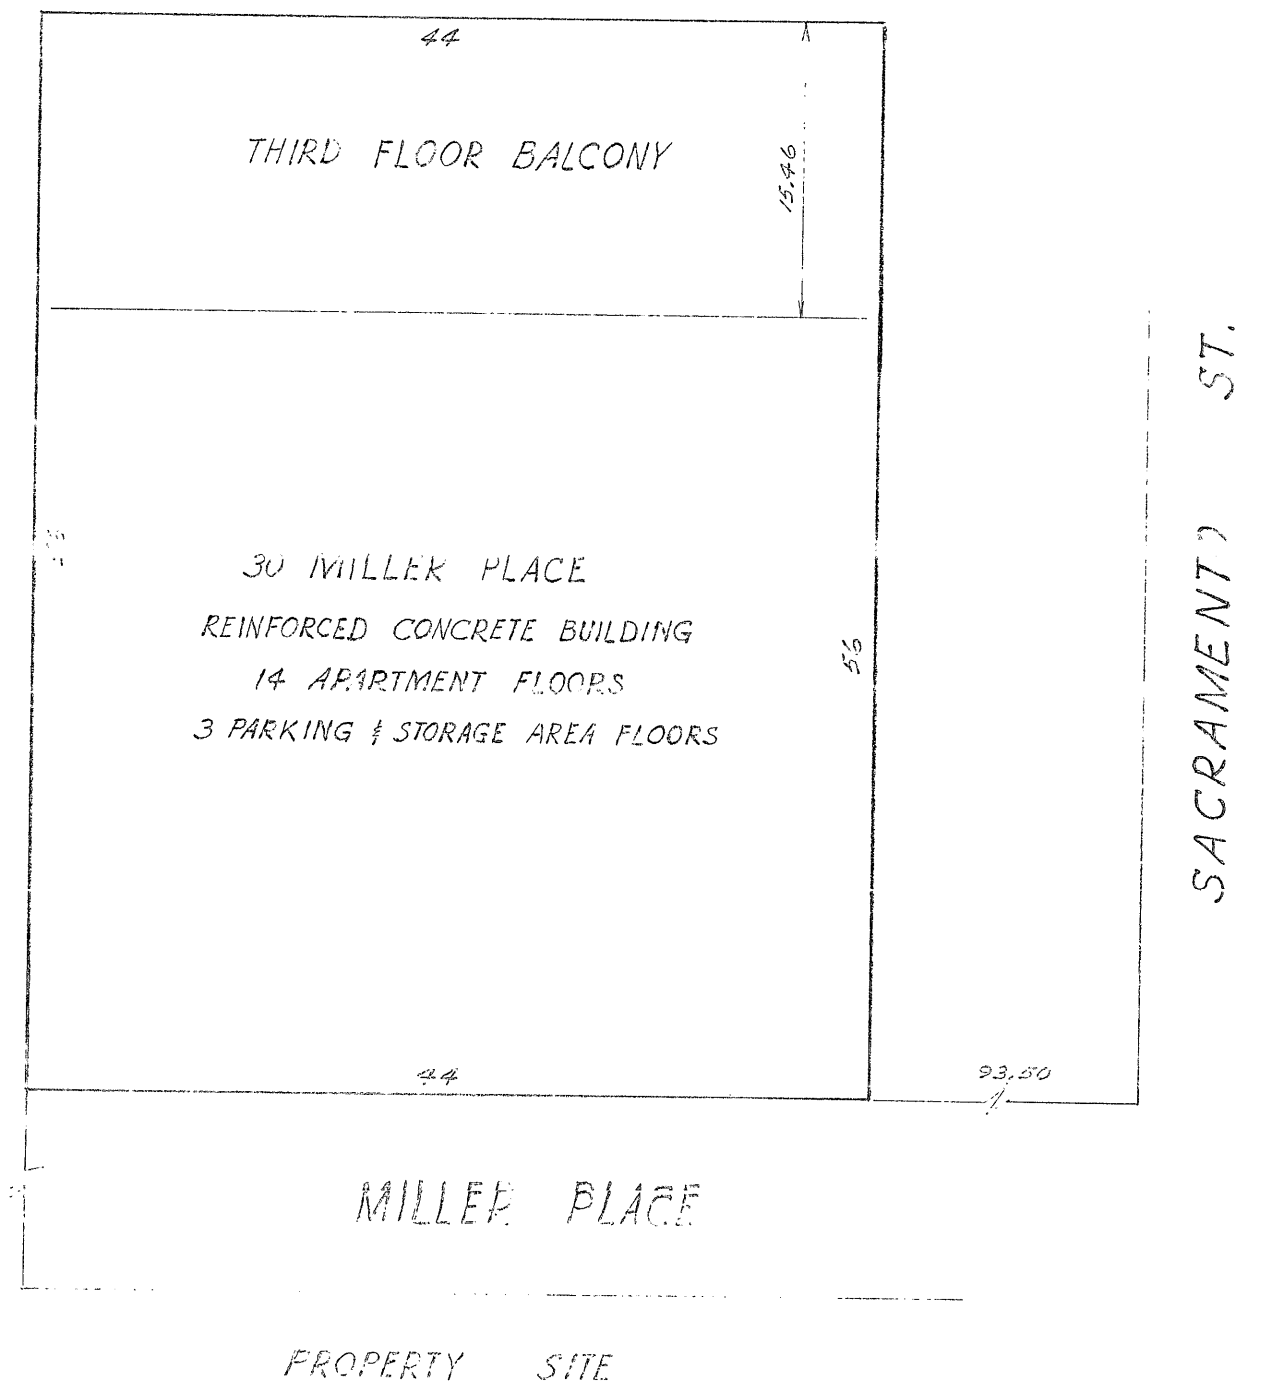 44
THIRD FLOOR BALCONY
15.46
30 MILLER PLACE
REINFORCED CONCRETE BUILDING
14 APARTMENT FLOORS
3 PARKING & STORAGE AREA FLOORS
56
SACRAMENTO ST.
44
93.50
MILLER PLACE
PROPERTY SITE